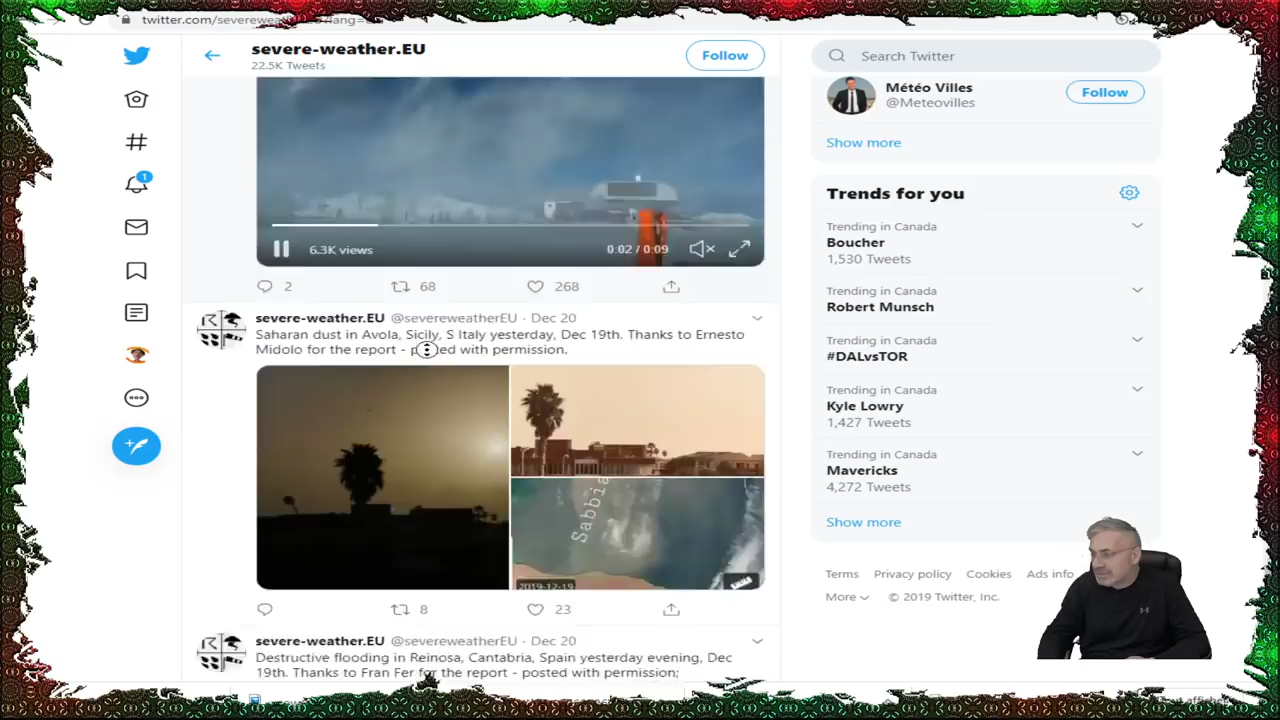 twitter.com/severeweath
severe-weather.EU
22.5K Tweets
Follow
6.3K views
0:02 / 0:09
2
68
268
severe-weather.EU @severeweatherEU · Dec 20
Saharan dust in Avola, Sicily, S Italy yesterday, Dec 19th. Thanks to Ernesto
Midolo for the report - posted with permission.
Sabbia
2019-12-19
8
23
severe-weather.EU @severeweatherEU · Dec 20
Destructive flooding in Reinosa, Cantabria, Spain yesterday evening, Dec
19th. Thanks to Fran Fer for the report - posted with permission;
1
Search Twitter
Météo Villes
@Meteovilles
Follow
Show more
Trends for you
Trending in Canada
Boucher
1,530 Tweets
Trending in Canada
Robert Munsch
Trending in Canada
#DALvsTOR
Trending in Canada
Kyle Lowry
1,427 Tweets
Trending in Canada
Mavericks
4,272 Tweets
Show more
Terms Privacy policy Cookies Ads info
More © 2019 Twitter, Inc.